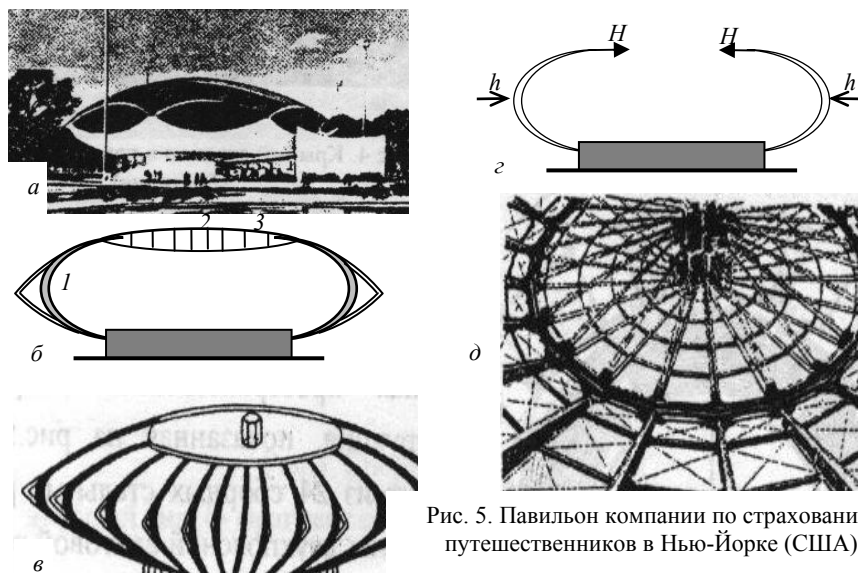 H H
h h
а
г
2 3
1
б
д
в
Рис. 5. Павильон компании по страховани
путешественников в Нью-Йорке (США)